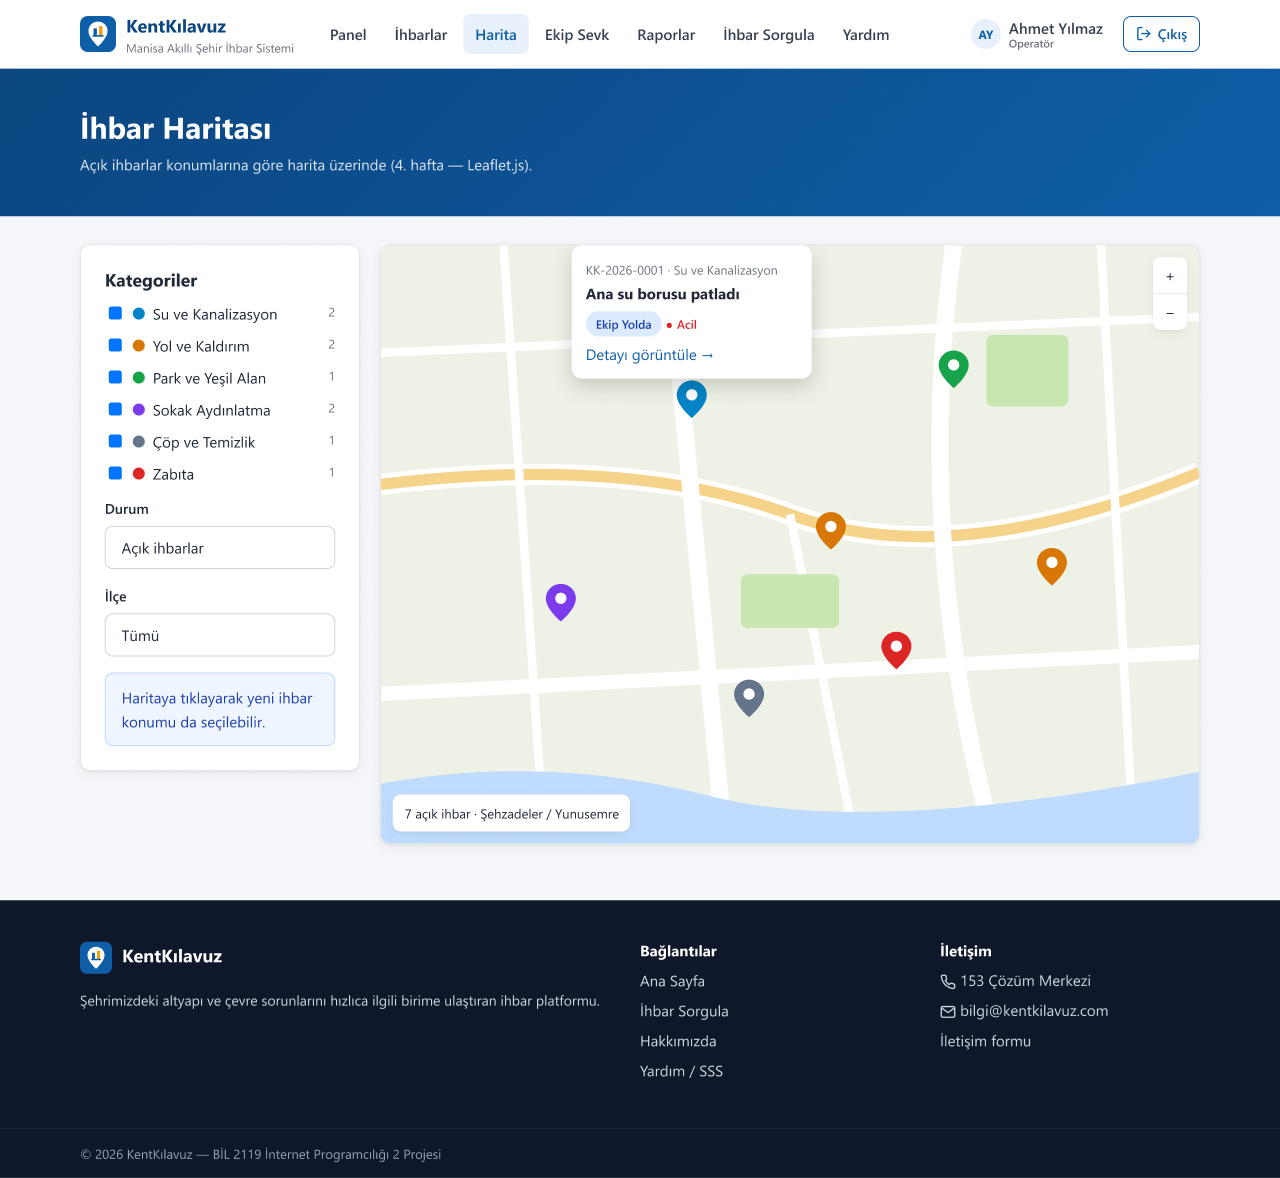 KentKılavuz
Manisa Akıllı Şehir İhbar Sistemi
Panel
İhbarlar
Harita
Ekip Sevk
Raporlar
İhbar Sorgula
Yardım
AY
Ahmet Yılmaz
Operatör
Çıkış
İhbar Haritası
Açık ihbarlar konumlarına göre harita üzerinde (4. hafta — Leaflet.js).
Kategoriler
Su ve Kanalizasyon 2
Yol ve Kaldırım 2
Park ve Yeşil Alan 1
Sokak Aydınlatma 2
Çöp ve Temizlik 1
Zabıta 1
Durum
Açık ihbarlar
İlçe
Tümü
Haritaya tıklayarak yeni ihbar
konumu da seçilebilir.
KK-2026-0001 · Su ve Kanalizasyon
Ana su borusu patladı
Ekip Yolda ● Acil
Detayı görüntüle →
+
−
7 açık ihbar · Şehzadeler / Yunusemre
KentKılavuz
Şehrimizdeki altyapı ve çevre sorunlarını hızlıca ilgili birime ulaştıran ihbar platformu.
Bağlantılar
Ana Sayfa
İhbar Sorgula
Hakkımızda
Yardım / SSS
İletişim
153 Çözüm Merkezi
bilgi@kentkilavuz.com
İletişim formu
© 2026 KentKılavuz — BİL 2119 İnternet Programcılığı 2 Projesi